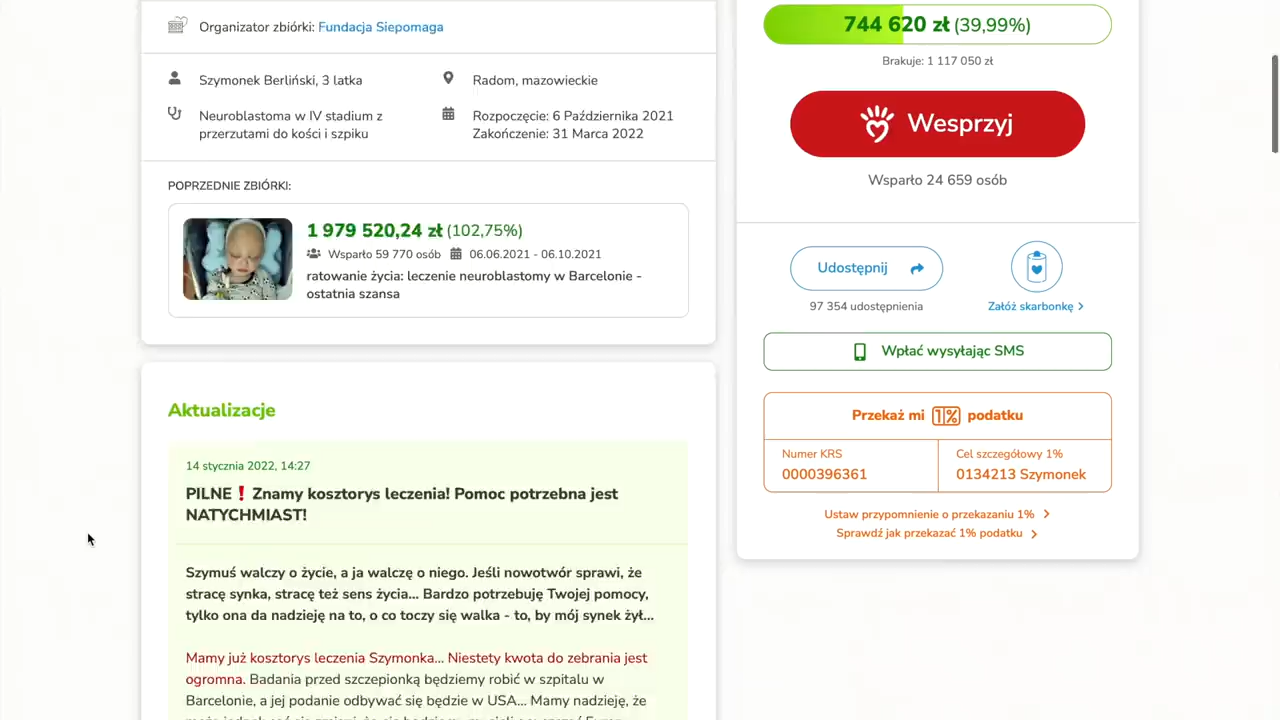 Organizator zbiórki: Fundacja Siepomaga
Szymonek Berliński, 3 latka
Radom, mazowieckie
Neuroblastoma w IV stadium z
przerzutami do kości i szpiku
Rozpoczęcie: 6 Października 2021
Zakończenie: 31 Marca 2022
POPRZEDNIE ZBIÓRKI:
1 979 520,24 zł (102,75%)
Wsparło 59 770 osób 06.06.2021 - 06.10.2021
ratowanie życia: leczenie neuroblastomy w Barcelonie -
ostatnia szansa
Aktualizacje
14 stycznia 2022, 14:27
PILNE❗ Znamy kosztorys leczenia! Pomoc potrzebna jest
NATYCHMIAST!
Szymuś walczy o życie, a ja walczę o niego. Jeśli nowotwór sprawi, że
stracę synka, stracę też sens życia... Bardzo potrzebuję Twojej pomocy,
tylko ona da nadzieję na to, o co toczy się walka - to, by mój synek żył...
Mamy już kosztorys leczenia Szymonka... Niestety kwota do zebrania jest
ogromna. Badania przed szczepionką będziemy robić w szpitalu w
Barcelonie, a jej podanie odbywać się będzie w USA... Mamy nadzieję, że
744 620 zł (39,99%)
Brakuje: 1 117 050 zł
Wesprzyj
Wsparło 24 659 osób
Udostępnij
97 354 udostępnienia
Załóż skarbonkę
Wpłać wysyłając SMS
Przekaż mi 1% podatku
Numer KRS
0000396361
Cel szczegółowy 1%
0134213 Szymonek
Ustaw przypomnienie o przekazaniu 1%
Sprawdź jak przekazać 1% podatku